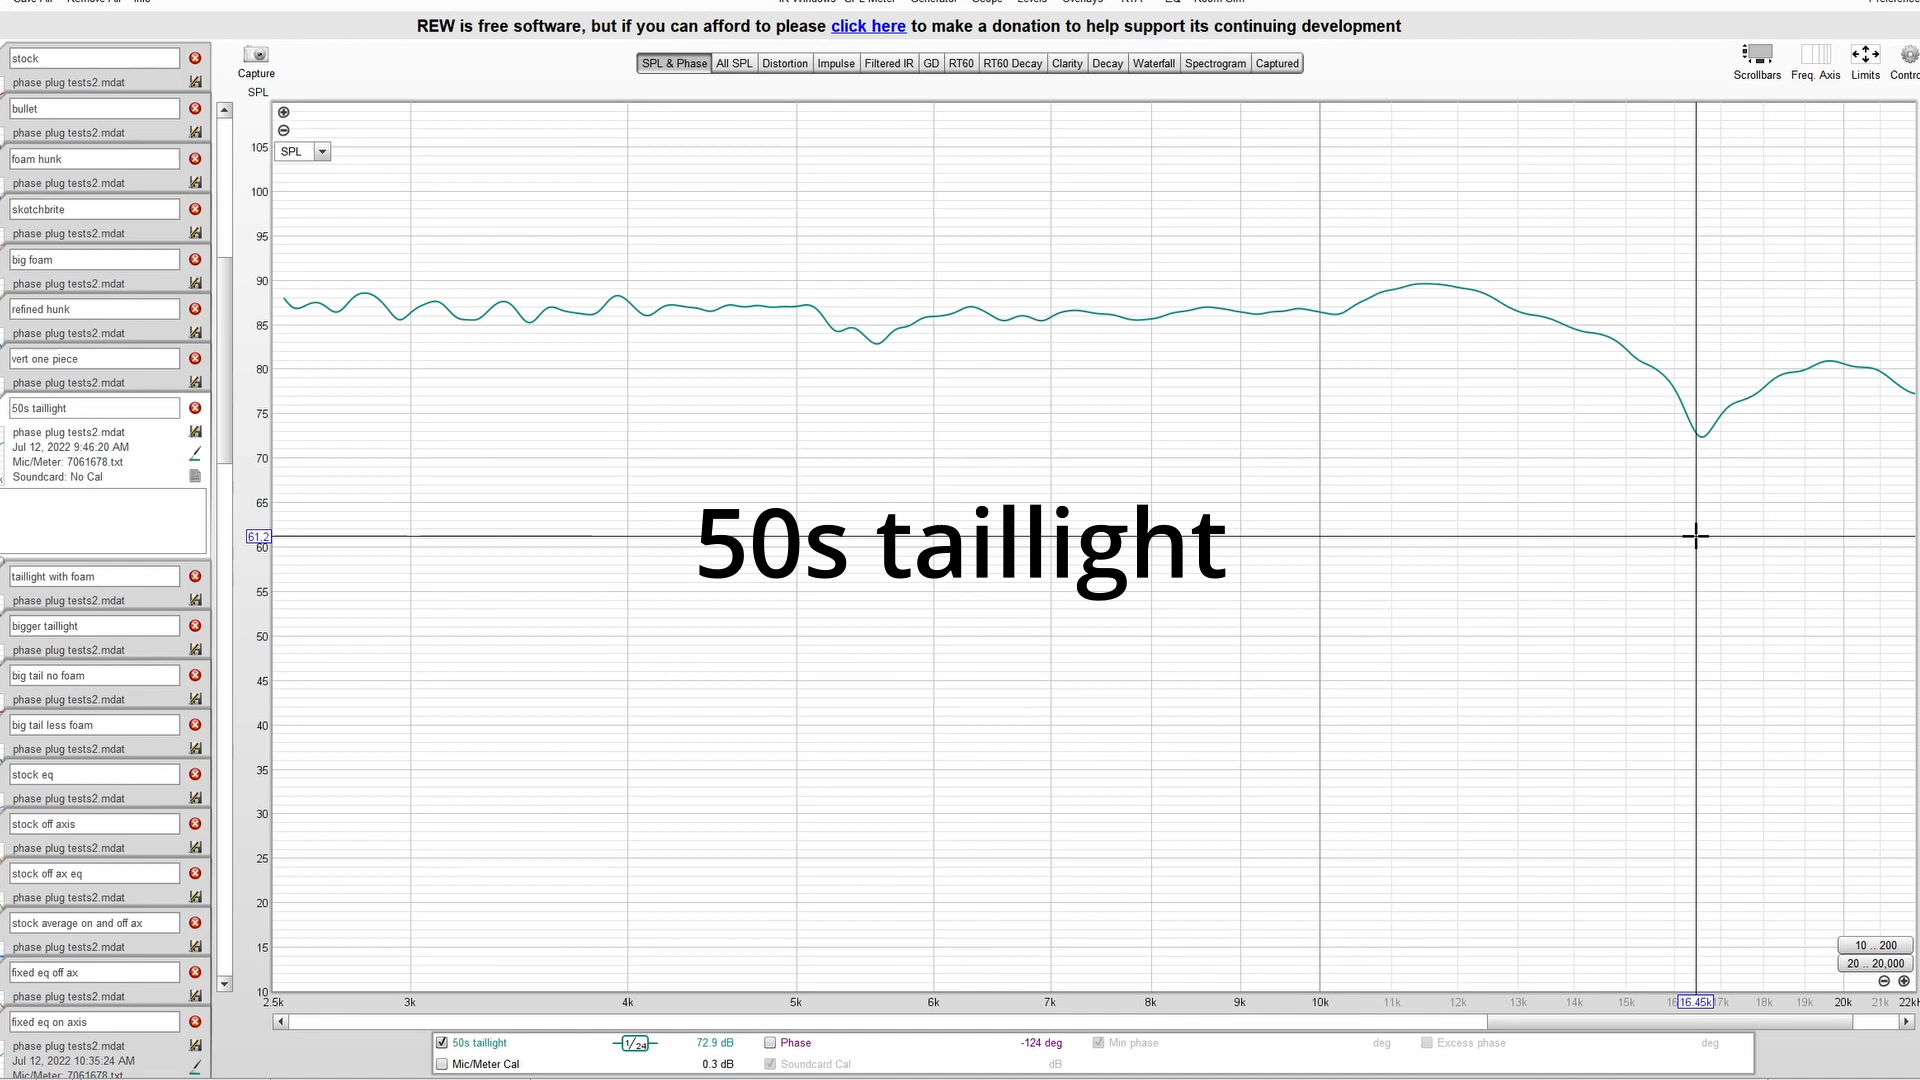 REW is free software, but if you can afford to please click here to make a donation to help support its continuing development
stock
phase plug tests2.mdat
bullet
phase plug tests2.mdat
foam hunk
phase plug tests2.mdat
skotchbrite
phase plug tests2.mdat
big foam
phase plug tests2.mdat
refined hunk
phase plug tests2.mdat
vert one piece
phase plug tests2.mdat
50s taillight
phase plug tests2.mdat
Jul 12, 2022 9:46:20 AM
Mic/Meter: 7061678.txt
Soundcard: No Cal
taillight with foam
phase plug tests2.mdat
bigger taillight
phase plug tests2.mdat
big tail no foam
phase plug tests2.mdat
big tail less foam
phase plug tests2.mdat
stock eq
phase plug tests2.mdat
stock off axis
phase plug tests2.mdat
stock off ax eq
phase plug tests2.mdat
stock average on and off ax
phase plug tests2.mdat
fixed eq off ax
phase plug tests2.mdat
fixed eq on axis
phase plug tests2.mdat
Jul 12, 2022 10:35:24 AM
Mic/Meter: 7061678.txt
Capture
SPL & Phase All SPL Distortion Impulse Filtered IR GD RT60 RT60 Decay Clarity Decay Waterfall Spectrogram Captured
Scrollbars Freq. Axis Limits
SPL
SPL
105
100
95
90
85
80
75
70
65
61.2
60
55
50
45
40
35
30
25
20
15
10
50s taillight
10 .. 200
20 .. 20,000
2.5k 3k 4k 5k 6k 7k 8k 9k 10k 11k 12k 13k 14k 15k 16.45k 18k 19k 20k 21k
50s taillight 1/24 72.9 dB Phase -124 deg Min phase deg Excess phase deg
Mic/Meter Cal 0.3 dB Soundcard Cal dB